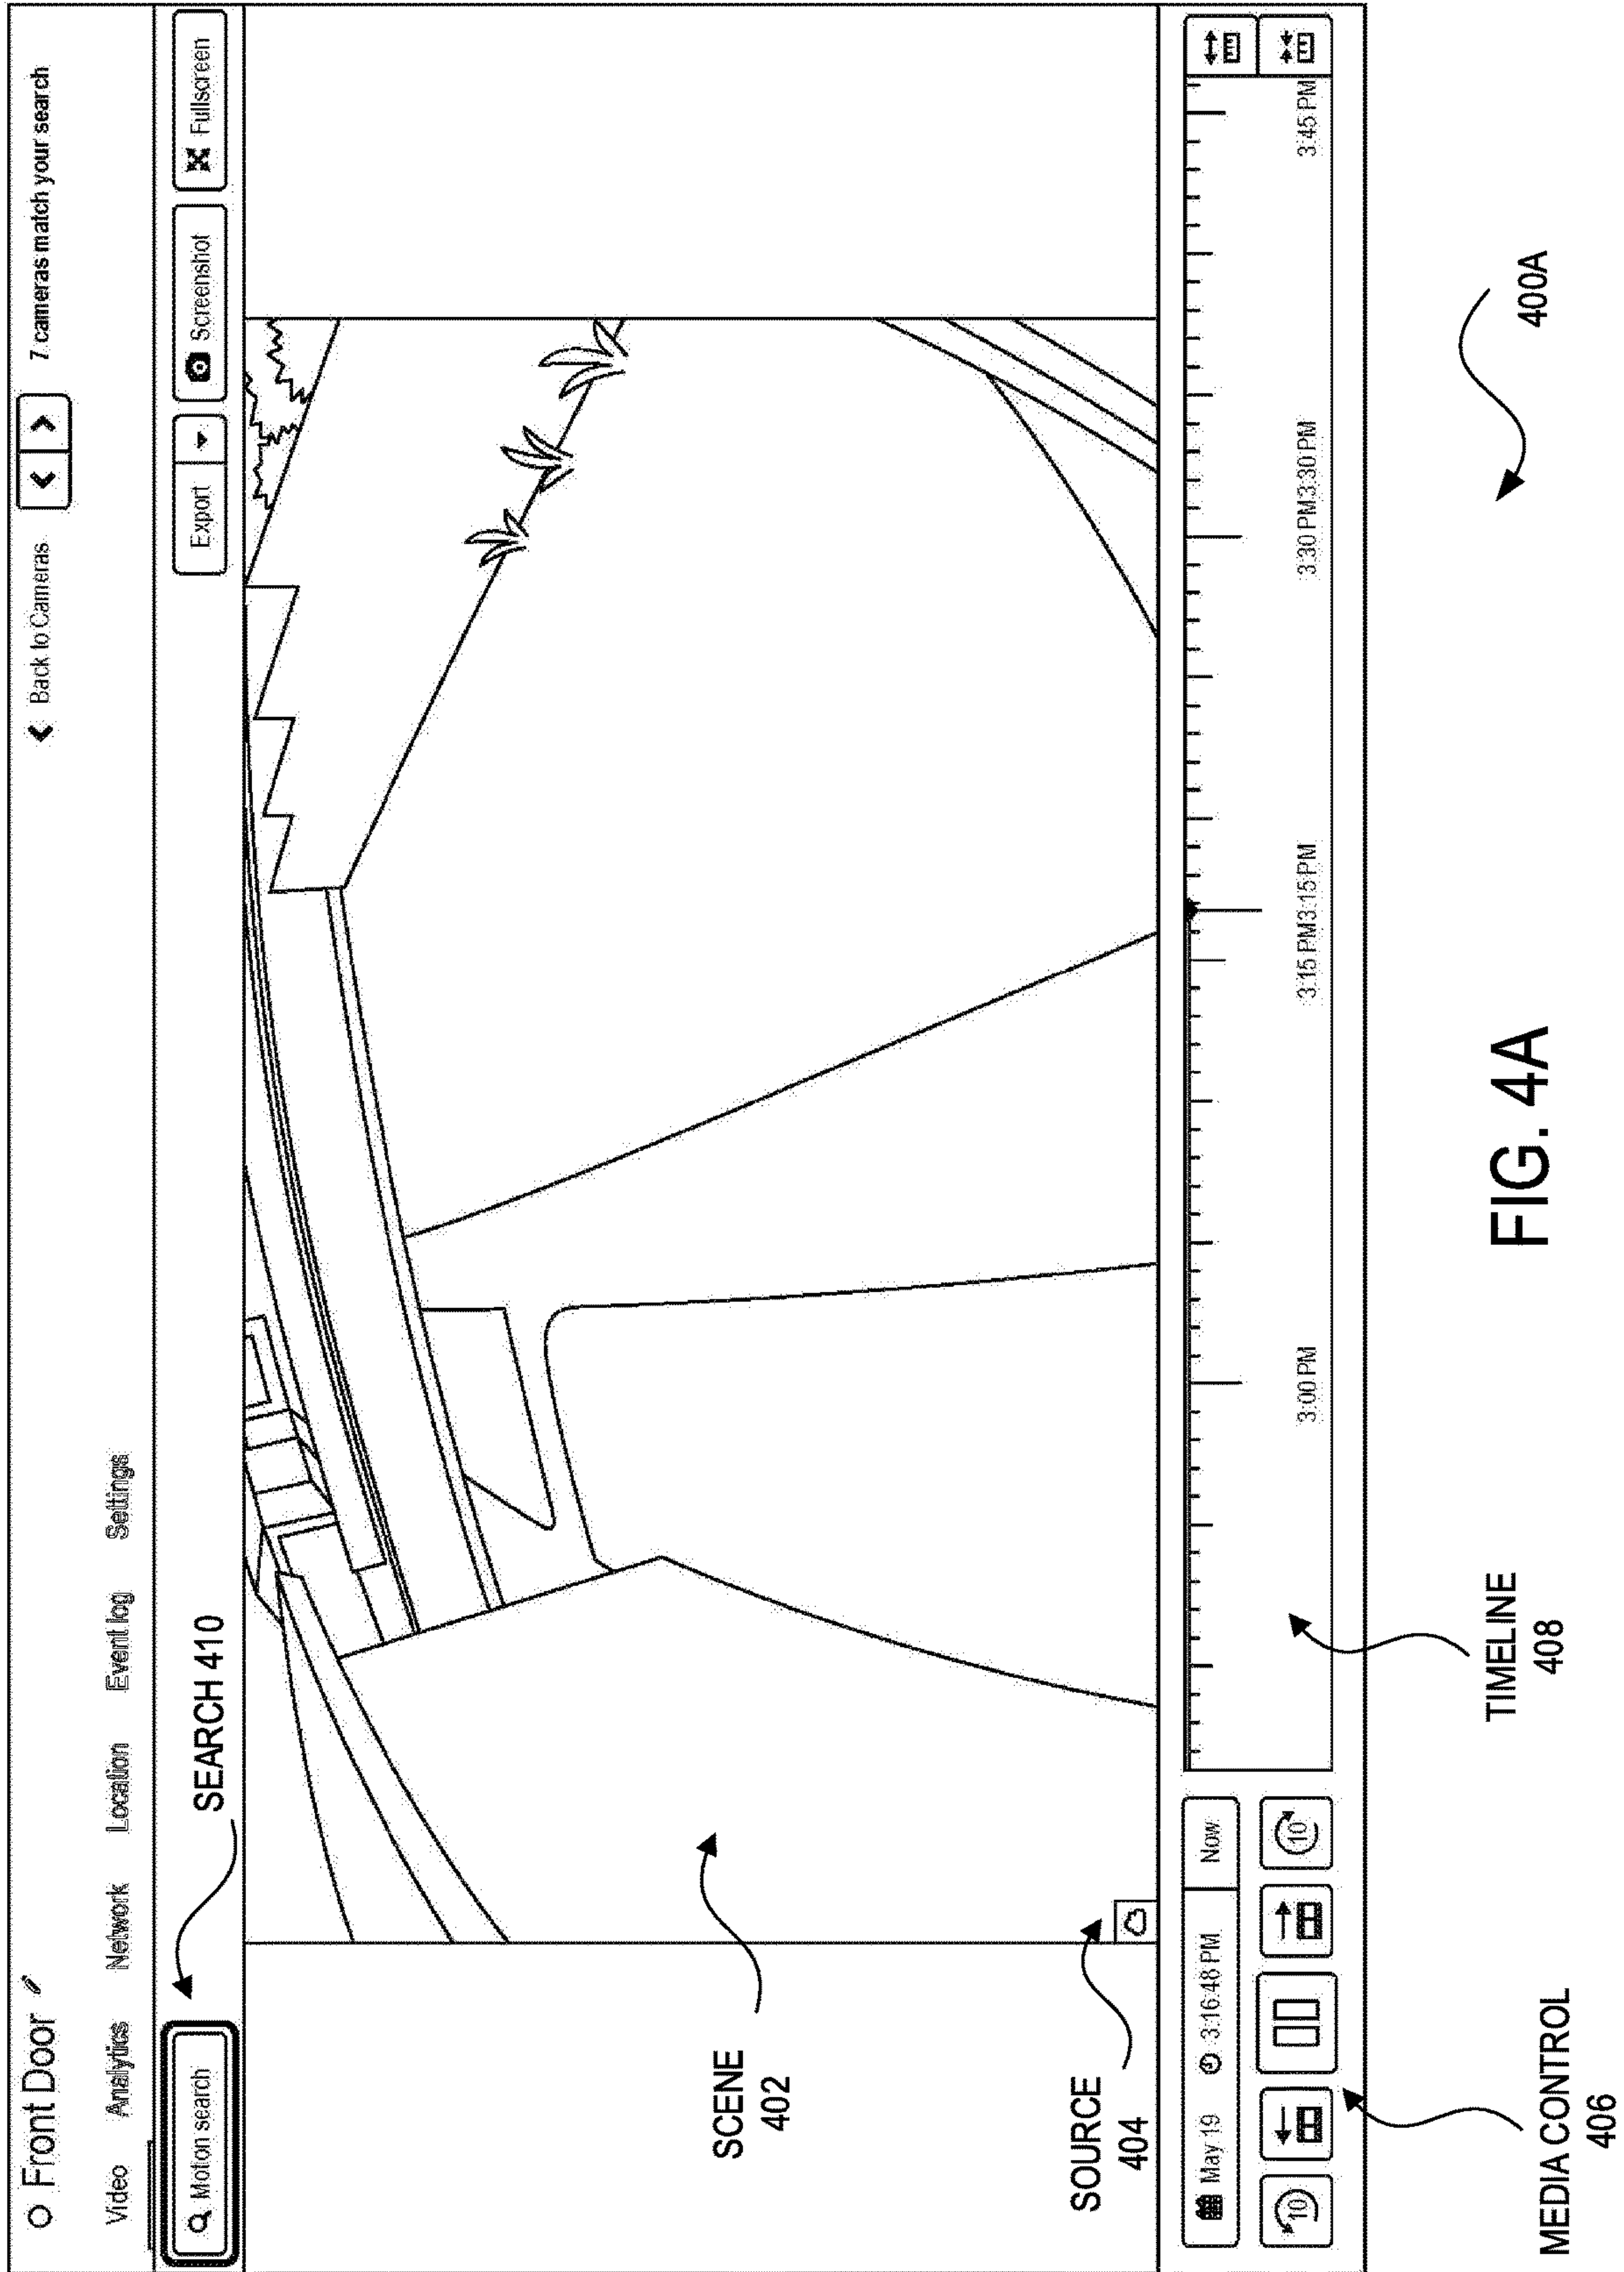 Front Door
Back to Cameras
7 cameras match your search
Video Analytics Network Location Event log Settings
Motion search
SEARCH 410
Export
Screenshot
Fullscreen
SCENE
402
SOURCE
404
May 19 3:16:48 PM Now
10 10
3:00 PM 3:15 PM3:15 PM 3:30 PM3:30 PM 3:45 PM
MEDIA CONTROL
406
TIMELINE
408
FIG. 4A
400A